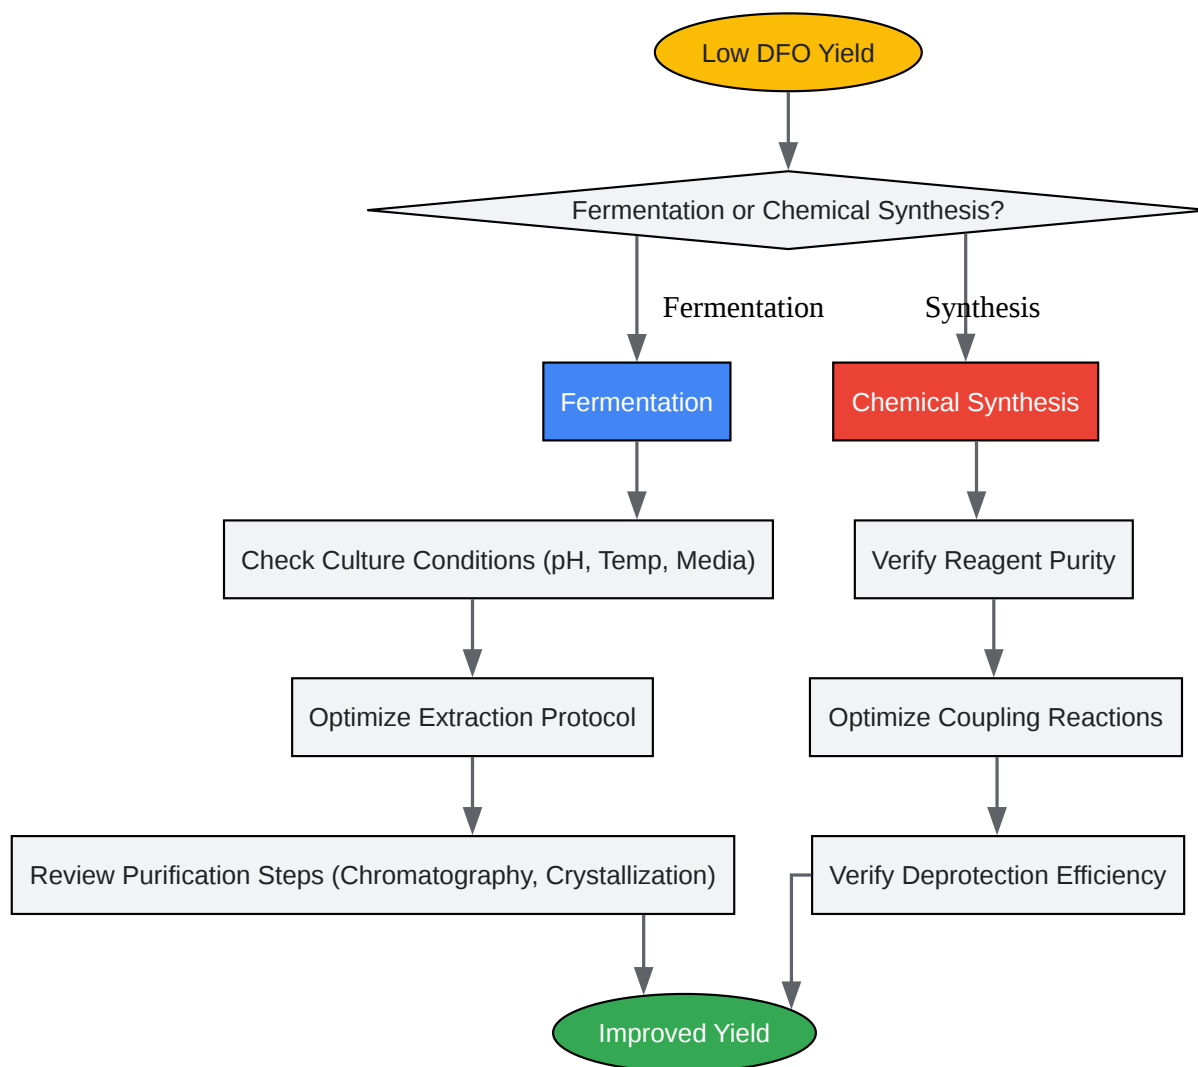 Low DFO Yield
Fermentation or Chemical Synthesis?
Fermentation
Synthesis
Fermentation
Chemical Synthesis
Check Culture Conditions (pH, Temp, Media)
Verify Reagent Purity
Optimize Extraction Protocol
Optimize Coupling Reactions
Review Purification Steps (Chromatography, Crystallization)
Verify Deprotection Efficiency
Improved Yield